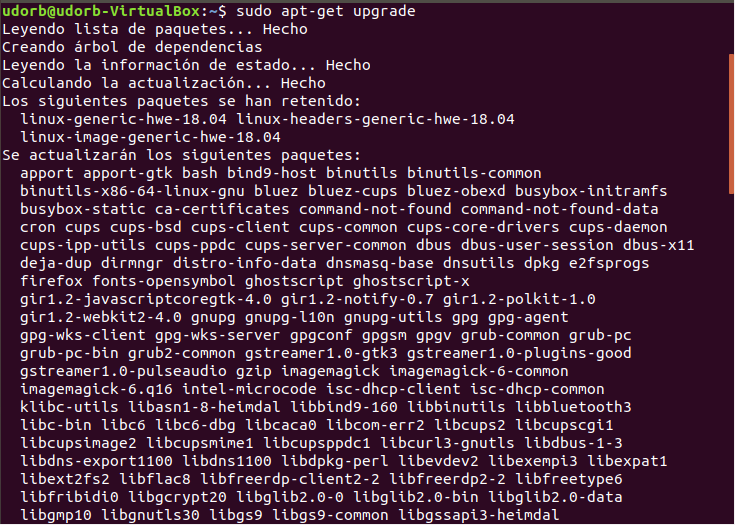 udorb@udorb-VirtualBox:~$ sudo apt-get upgrade
Leyendo lista de paquetes... Hecho
Creando árbol de dependencias
Leyendo la información de estado... Hecho
Calculando la actualización... Hecho
Los siguientes paquetes se han retenido:
linux-generic-hwe-18.04 linux-headers-generic-hwe-18.04
linux-image-generic-hwe-18.04
Se actualizarán los siguientes paquetes:
apport apport-gtk bash bind9-host binutils binutils-common
binutils-x86-64-linux-gnu bluez bluez-cups bluez-obexd busybox-initramfs
busybox-static ca-certificates command-not-found command-not-found-data
cron cups cups-bsd cups-client cups-common cups-core-drivers cups-daemon
cups-ipp-utils cups-ppdc cups-server-common dbus dbus-user-session dbus-x11
deja-dup dirmngr distro-info-data dnsmasq-base dnsutils dpkg e2fsprogs
firefox fonts-opensymbol ghostscript ghostscript-x
gir1.2-javascriptcoregtk-4.0 gir1.2-notify-0.7 gir1.2-polkit-1.0
gir1.2-webkit2-4.0 gnupg gnupg-l10n gnupg-utils gpg gpg-agent
gpg-wks-client gpg-wks-server gpgconf gpgsm gpgv grub-common grub-pc
grub-pc-bin grub2-common gstreamer1.0-gtk3 gstreamer1.0-plugins-good
gstreamer1.0-pulseaudio gzip imagemagick imagemagick-6-common
imagemagick-6.q16 intel-microcode isc-dhcp-client isc-dhcp-common
klibc-utils libasn1-8-heimdal libbind9-160 libbinutils libbluetooth3
libc-bin libc6 libc6-dbg libcaca0 libcom-err2 libcups2 libcupscgi1
libcupsimage2 libcupsmime1 libcupsppdc1 libcurl3-gnutls libdbus-1-3
libdns-export1100 libdns1100 libdpkg-perl libevdev2 libexempi3 libexpat1
libext2fs2 libflac8 libfreerdp-client2-2 libfreerdp2-2 libfreetype6
libfribidi0 libgcrypt20 libglib2.0-0 libglib2.0-bin libglib2.0-data
libgmp10 libgnutls30 libgs9 libgs9-common libgssapi3-heimdal